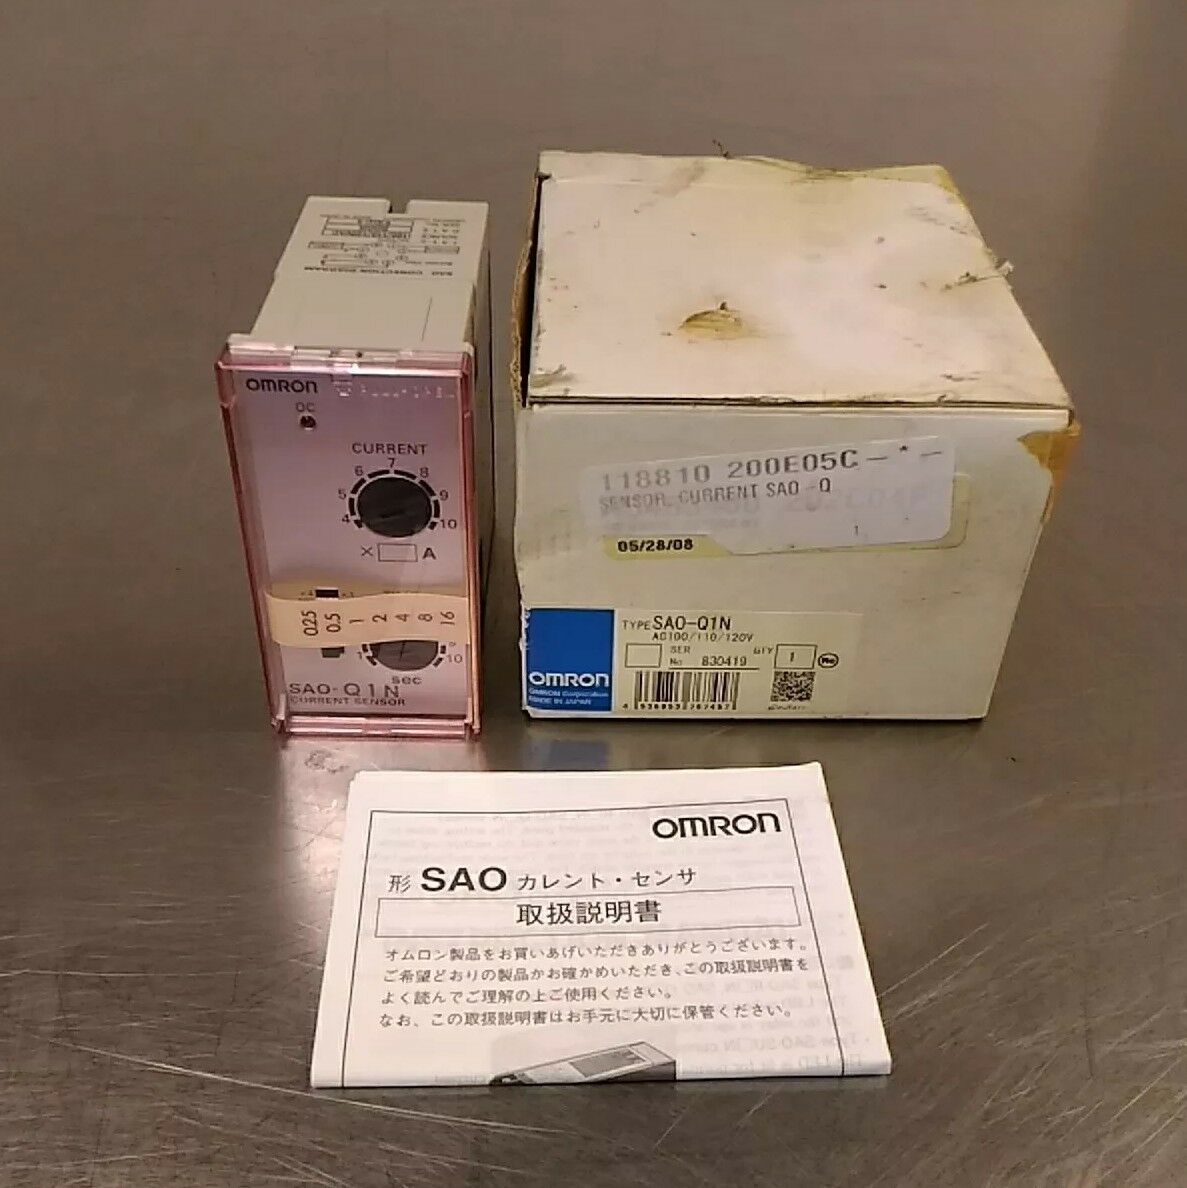 SAO CONNECTION DIAGRAM
OMRON
OC
CURRENT
4 5 6 7 8 9 10
× A
0.25 0.5 1 2 4 8 16
1 10
sec
SAO-Q1N
CURRENT SENSOR
118810 200E05C-*-
SENSOR, CURRENT SAO-Q
1
05/28/08
TYPE SAO-Q1N
AC100/110/120V
SER QTY
No 830419 1
OMRON
OMRON Corporation
MADE IN JAPAN
OMRON
形 SAO カレント・センサ
取扱説明書
オムロン製品をお買いあげいただきありがとうございます。
ご希望どおりの製品かお確かめいただき、この取扱説明書を
よく読んでご理解の上ご使用ください。
なお、この取扱説明書はお手元に大切に保管ください。